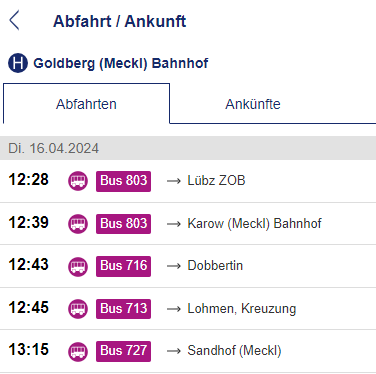 Abfahrt / Ankunft
H Goldberg (Meckl) Bahnhof
Abfahrten Ankünfte
Di. 16.04.2024
12:28 Bus 803 → Lübz ZOB
12:39 Bus 803 → Karow (Meckl) Bahnhof
12:43 Bus 716 → Dobbertin
12:45 Bus 713 → Lohmen, Kreuzung
13:15 Bus 727 → Sandhof (Meckl)